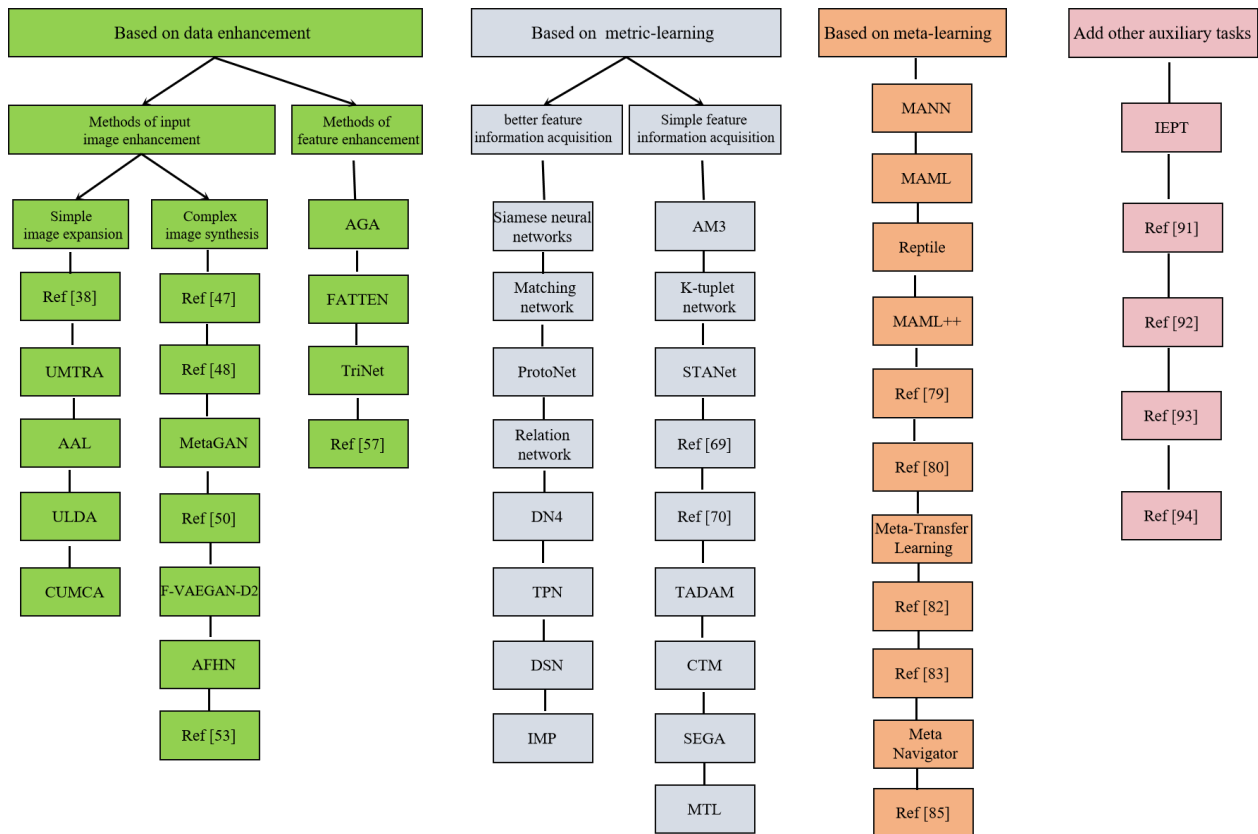 Based on data enhancement
Methods of input
image enhancement
Methods of
feature enhancement
Simple
image expansion
Ref [38]
UMTRA
AAL
ULDA
CUMCA
Complex
image synthesis
Ref [47]
Ref [48]
MetaGAN
Ref [50]
F-VAEGAN-D2
AFHN
Ref [53]
AGA
FATTEN
TriNet
Ref [57]
Based on metric-learning
better feature
information acquisition
Siamese neural
networks
Matching
network
ProtoNet
Relation
network
DN4
TPN
DSN
IMP
Simple feature
information acquisition
AM3
K-tuplet
network
STANet
Ref [69]
Ref [70]
TADAM
CTM
SEGA
MTL
Based on meta-learning
MANN
MAML
Reptile
MAML++
Ref [79]
Ref [80]
Meta-Transfer
Learning
Ref [82]
Ref [83]
Meta
Navigator
Ref [85]
Add other auxiliary tasks
IEPT
Ref [91]
Ref [92]
Ref [93]
Ref [94]